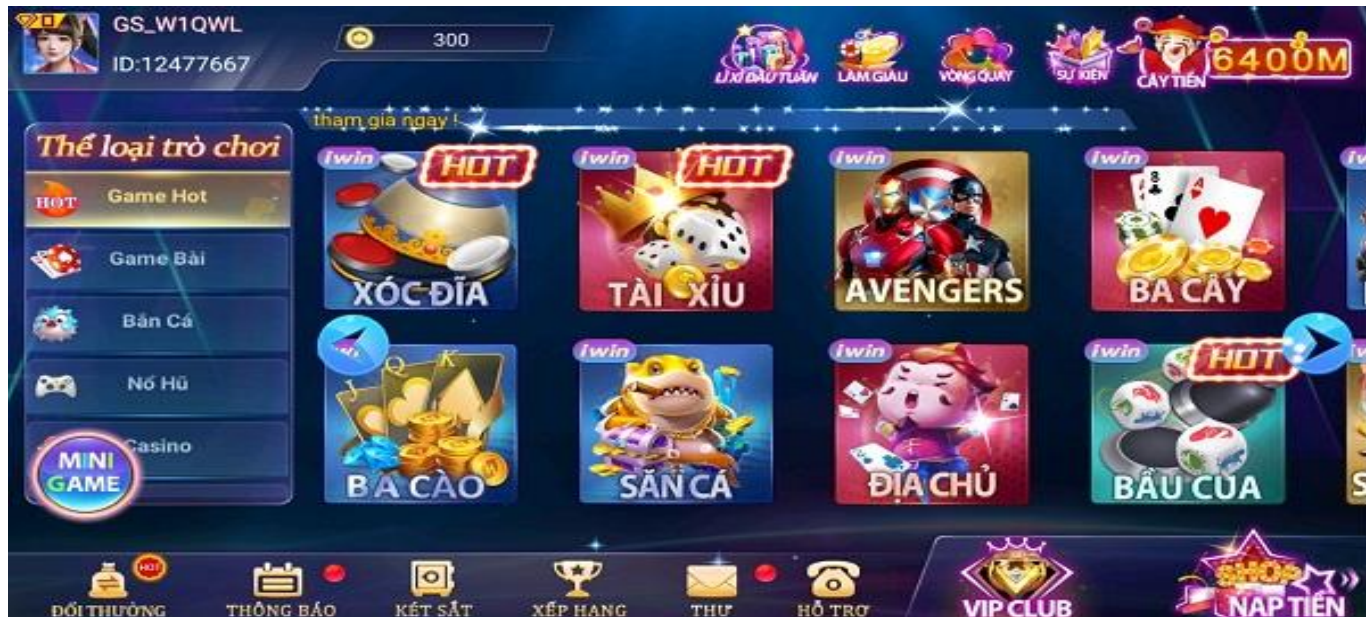 GS_W1QWL
ID:12477667
300
LÌ XÌ ĐẦU TUẦN
LÀM GIÀU
VÒNG QUAY
SỰ KIỆN
CÂY TIỀN
6400M
tham gia ngay !
Thể loại trò chơi
HOT
Game Hot
Game Bài
Bắn Cá
Nổ Hũ
Casino
MINI
GAME
iwin
HOT
XÓC ĐĨA
iwin
HOT
TÀI XỈU
iwin
AVENGERS
iwin
8
A
BA CÂY
J Q K
BA CÀO
iwin
SĂN CÁ
iwin
ĐỊA CHỦ
iwin
HOT
BẦU CUA
HOT
ĐỔI THƯỞNG
THÔNG BÁO
KÉT SẮT
XẾP HẠNG
THƯ
HỖ TRỢ
VIP CLUB
SHOP
NẠP TIỀN